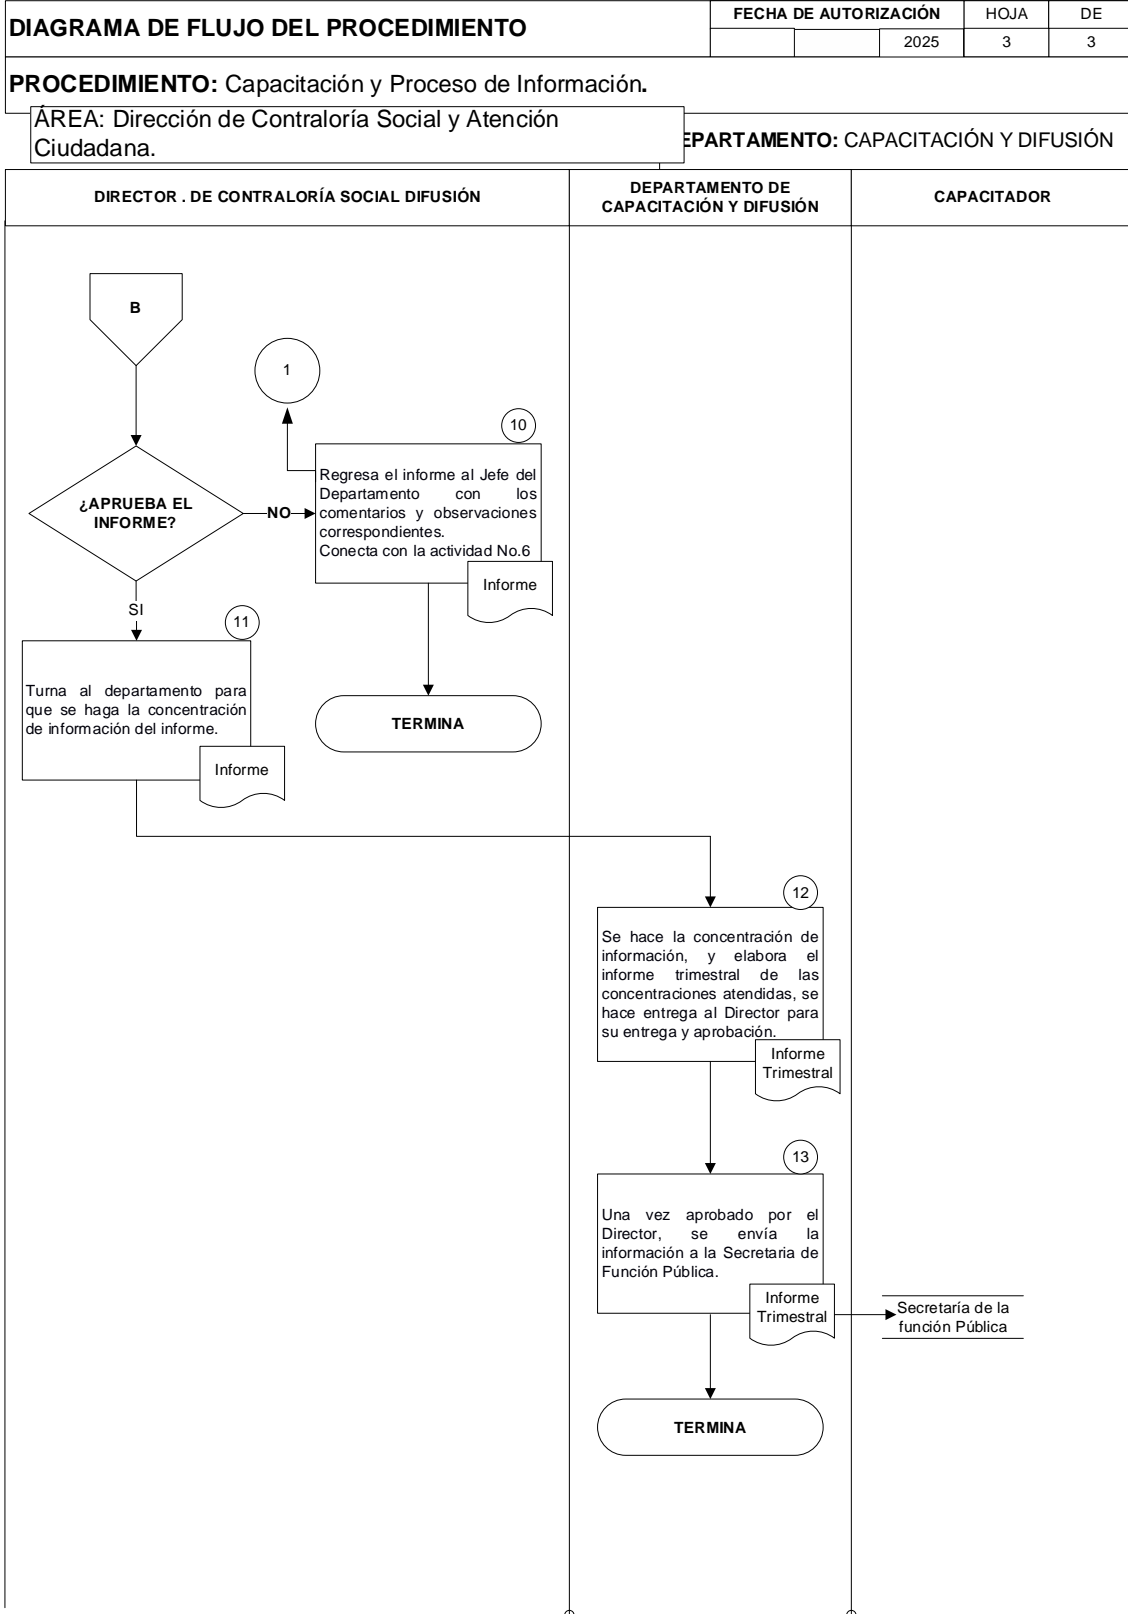 DIAGRAMA DE FLUJO DEL PROCEDIMIENTO
FECHA DE AUTORIZACIÓN
HOJA
DE
2025
3
3
PROCEDIMIENTO: Capacitación y Proceso de Información.
ÁREA: Dirección de Contraloría Social y Atención
Ciudadana.
EPARTAMENTO: CAPACITACIÓN Y DIFUSIÓN
DIRECTOR . DE CONTRALORÍA SOCIAL DIFUSIÓN
DEPARTAMENTO DE
CAPACITACIÓN Y DIFUSIÓN
CAPACITADOR
B
1
10
Regresa el informe al Jefe del
Departamento con los
comentarios y observaciones
correspondientes.
Conecta con la actividad No.6
Informe
¿APRUEBA EL
INFORME?
NO
SI
11
Turna al departamento para
que se haga la concentración
de información del informe.
Informe
TERMINA
12
Se hace la concentración de
información, y elabora el
informe trimestral de las
concentraciones atendidas, se
hace entrega al Director para
su entrega y aprobación.
Informe
Trimestral
13
Una vez aprobado por el
Director, se envía la
información a la Secretaria de
Función Pública.
Informe
Trimestral
Secretaría de la
función Pública
TERMINA